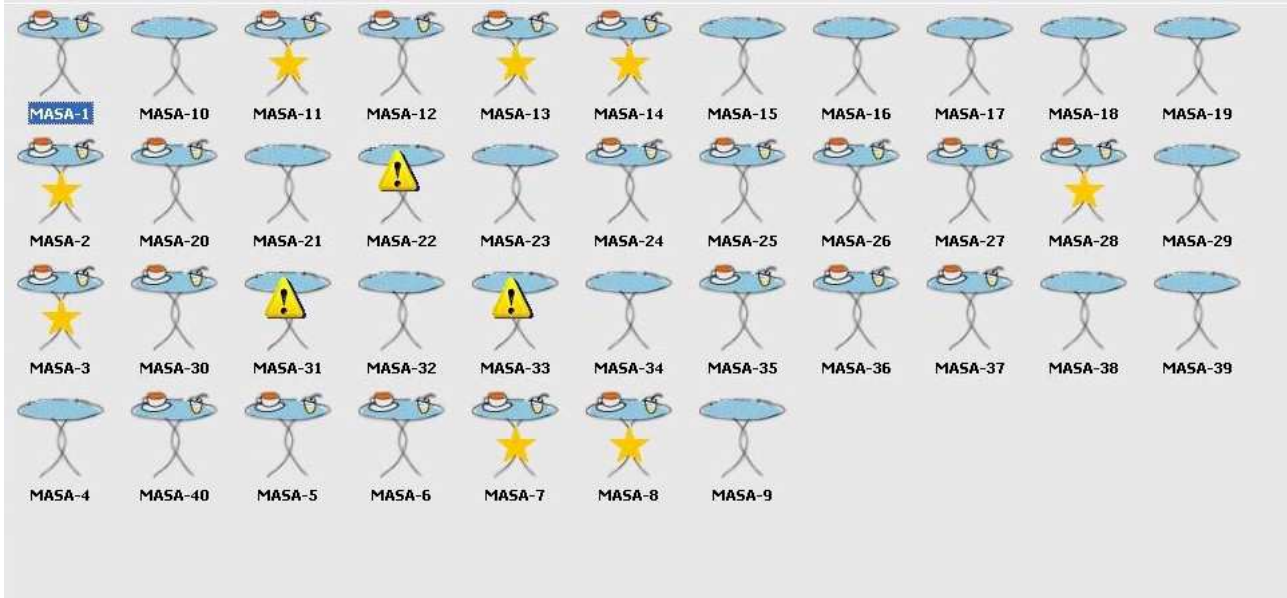 MASA-1 MASA-10 MASA-11 MASA-12 MASA-13 MASA-14 MASA-15 MASA-16 MASA-17 MASA-18 MASA-19
MASA-2 MASA-20 MASA-21 MASA-22 MASA-23 MASA-24 MASA-25 MASA-26 MASA-27 MASA-28 MASA-29
MASA-3 MASA-30 MASA-31 MASA-32 MASA-33 MASA-34 MASA-35 MASA-36 MASA-37 MASA-38 MASA-39
MASA-4 MASA-40 MASA-5 MASA-6 MASA-7 MASA-8 MASA-9